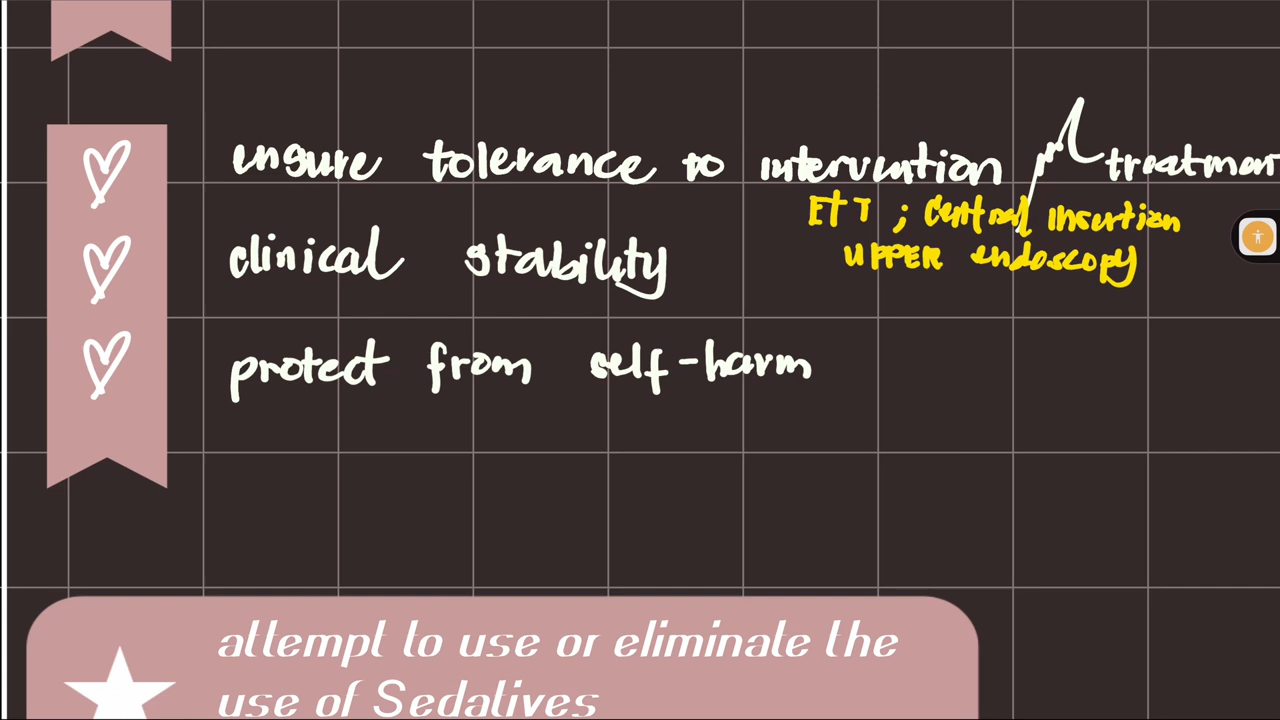 ensure tolerance to intervention / treatment
ETT ; Central Insertion
UPPER endoscopy
clinical stability
protect from self-harm
attempt to use or eliminate the
use of Sedatives